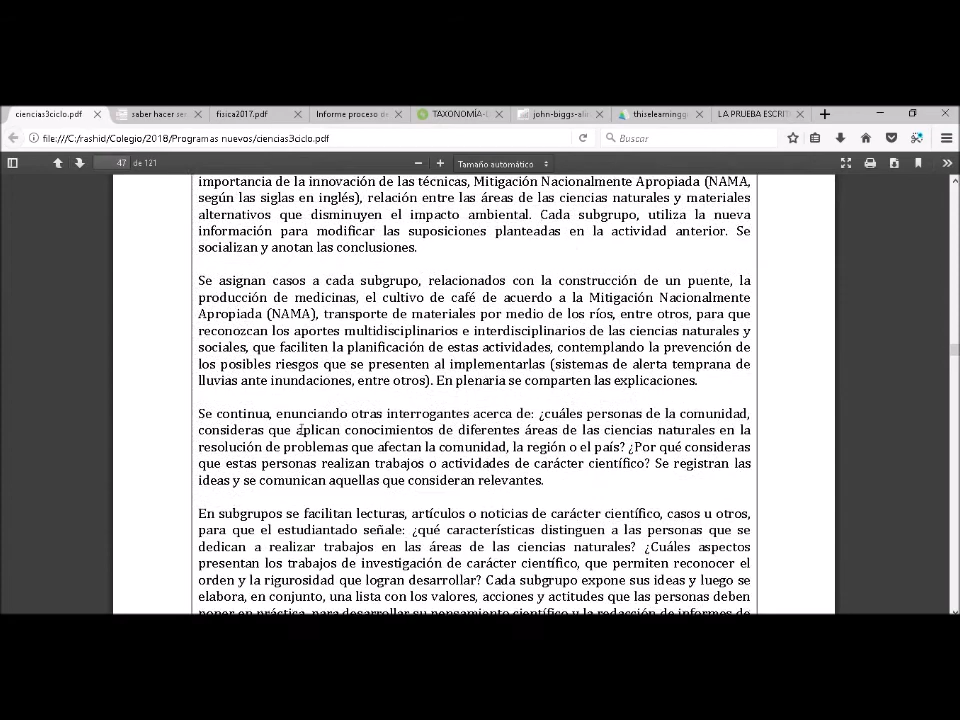 ciencias3ciclo.pdf
saber hacer ser
fisica2017.pdf
Informe proceso de
TAXONOMÍA-
john-biggs-ali
thiselearningg
LA PRUEBA ESCRIT
file:///C:/rashid/Colegio/2018/Programas nuevos/ciencias3ciclo.pdf
Buscar
47 de 121
Tamaño automático
importancia de la innovación de las técnicas, Mitigación Nacionalmente Apropiada (NAMA,
según las siglas en inglés), relación entre las áreas de las ciencias naturales y materiales
alternativos que disminuyen el impacto ambiental. Cada subgrupo, utiliza la nueva
información para modificar las suposiciones planteadas en la actividad anterior. Se
socializan y anotan las conclusiones.
Se asignan casos a cada subgrupo, relacionados con la construcción de un puente, la
producción de medicinas, el cultivo de café de acuerdo a la Mitigación Nacionalmente
Apropiada (NAMA), transporte de materiales por medio de los ríos, entre otros, para que
reconozcan los aportes multidisciplinarios e interdisciplinarios de las ciencias naturales y
sociales, que faciliten la planificación de estas actividades, contemplando la prevención de
los posibles riesgos que se presenten al implementarlas (sistemas de alerta temprana de
lluvias ante inundaciones, entre otros). En plenaria se comparten las explicaciones.
Se continua, enunciando otras interrogantes acerca de: ¿cuáles personas de la comunidad,
consideras que aplican conocimientos de diferentes áreas de las ciencias naturales en la
resolución de problemas que afectan la comunidad, la región o el país? ¿Por qué consideras
que estas personas realizan trabajos o actividades de carácter científico? Se registran las
ideas y se comunican aquellas que consideran relevantes.
En subgrupos se facilitan lecturas, artículos o noticias de carácter científico, casos u otros,
para que el estudiantado señale: ¿qué características distinguen a las personas que se
dedican a realizar trabajos en las áreas de las ciencias naturales? ¿Cuáles aspectos
presentan los trabajos de investigación de carácter científico, que permiten reconocer el
orden y la rigurosidad que logran desarrollar? Cada subgrupo expone sus ideas y luego se
elabora, en conjunto, una lista con los valores, acciones y actitudes que las personas deben
poner en práctica, para desarrollar su pensamiento científico y la redacción de informes de